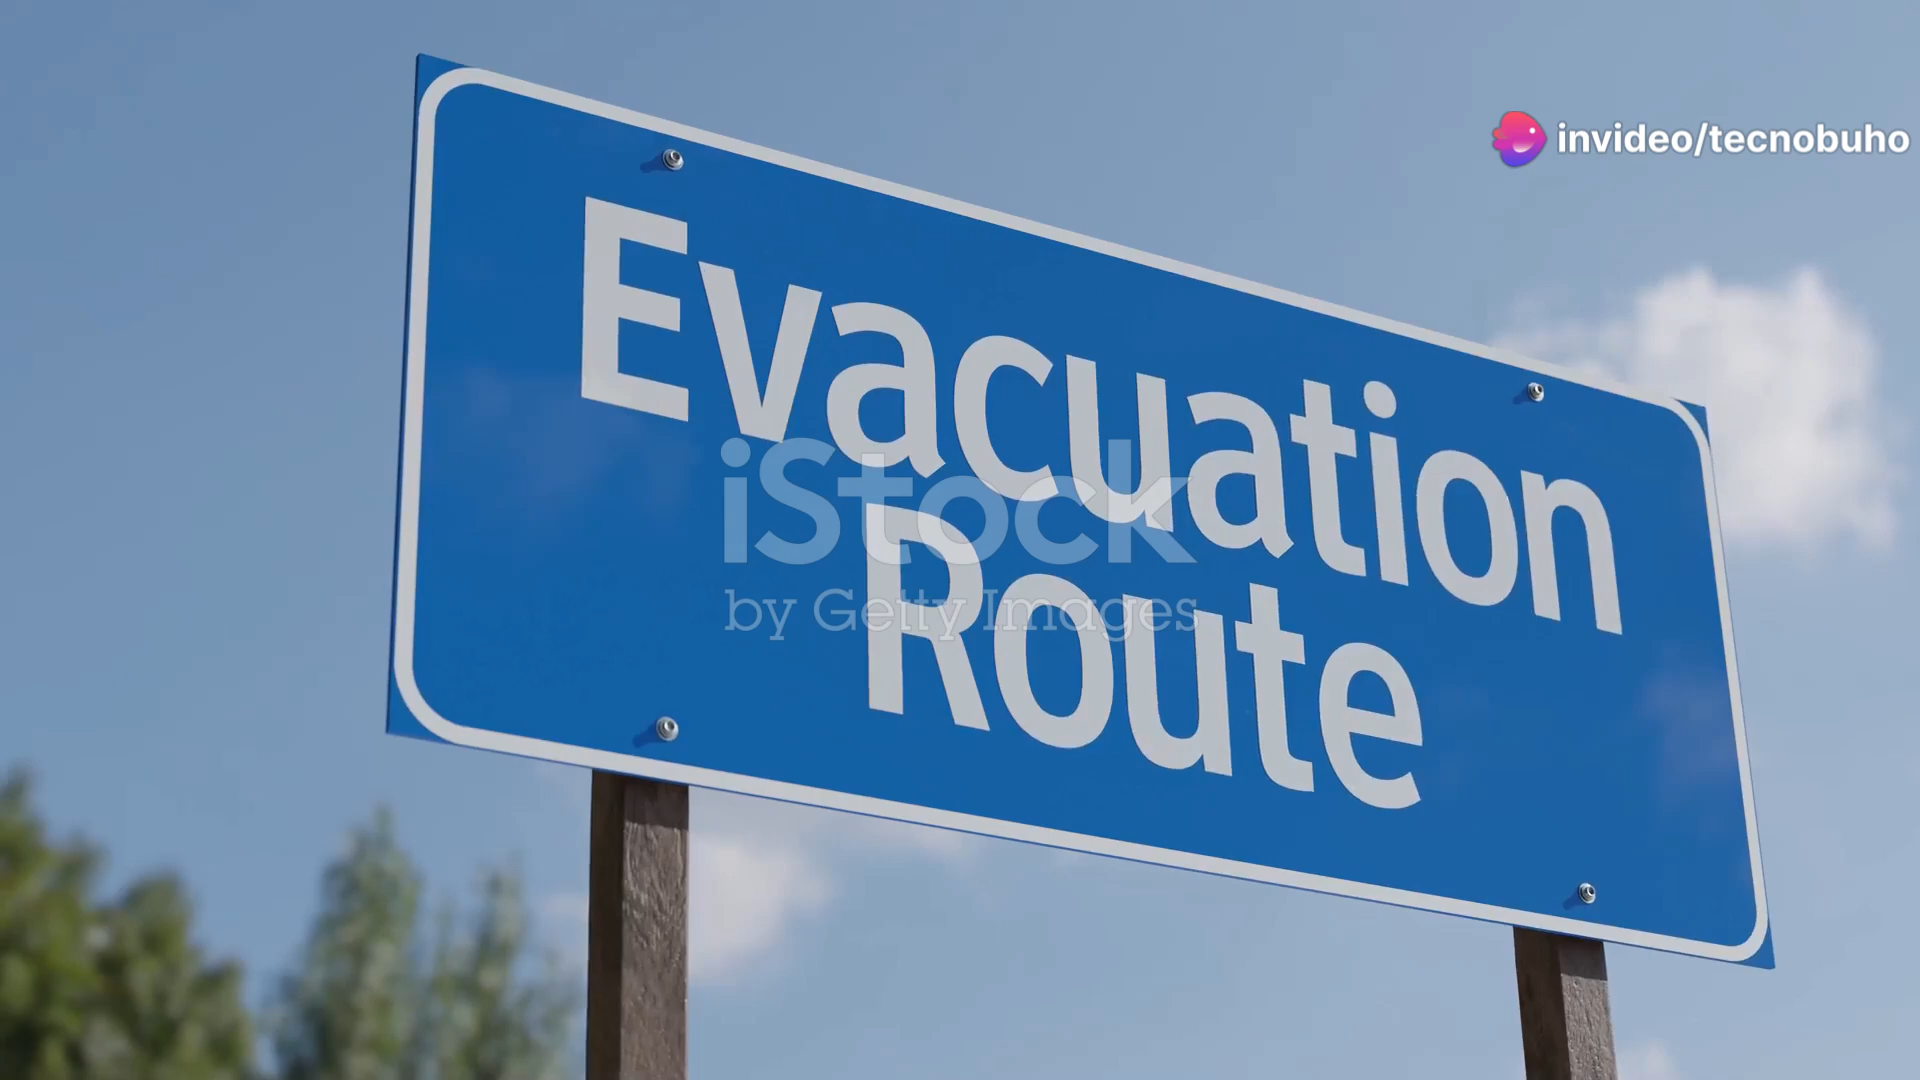 invideo/tecnobuho
Evacuation
Route
iStock
by Getty Images